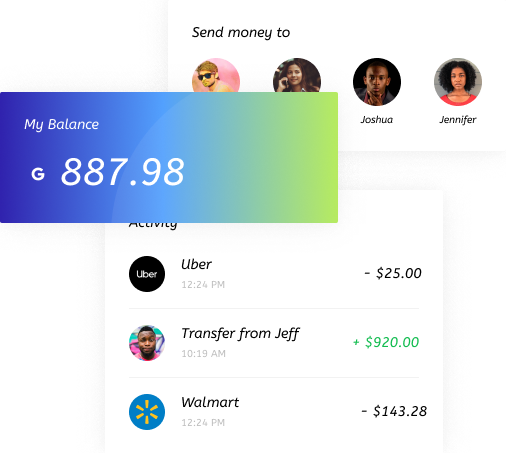 Send money to
Joshua
Jennifer
My Balance
G 887.98
Activity
Uber
Uber
12:24 PM
- $25.00
Transfer from Jeff
10:19 AM
+ $920.00
Walmart
12:24 PM
- $143.28